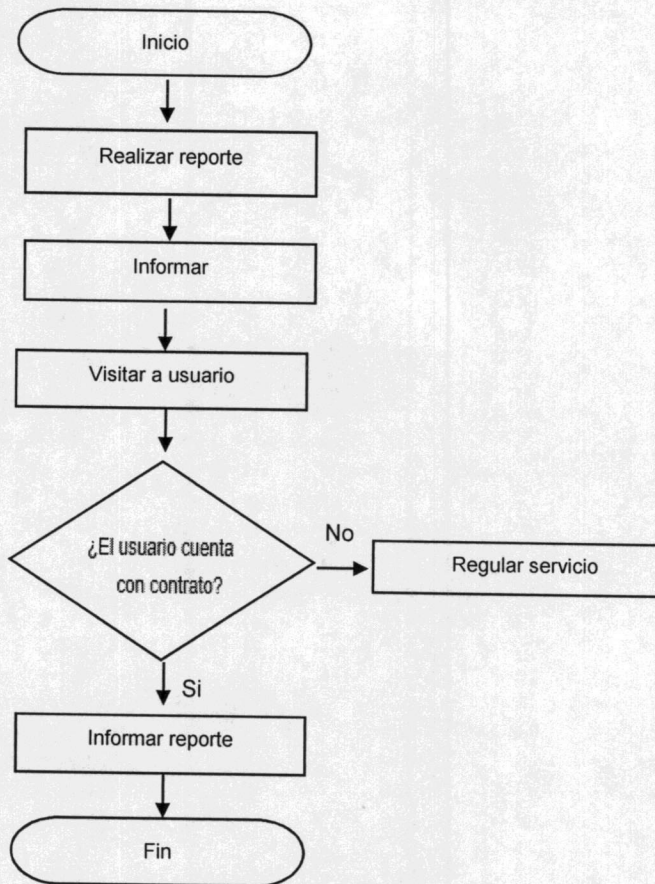 Inicio
Realizar reporte
Informar
Visitar a usuario
¿El usuario cuenta
con contrato?
No
Regular servicio
Si
Informar reporte
Fin